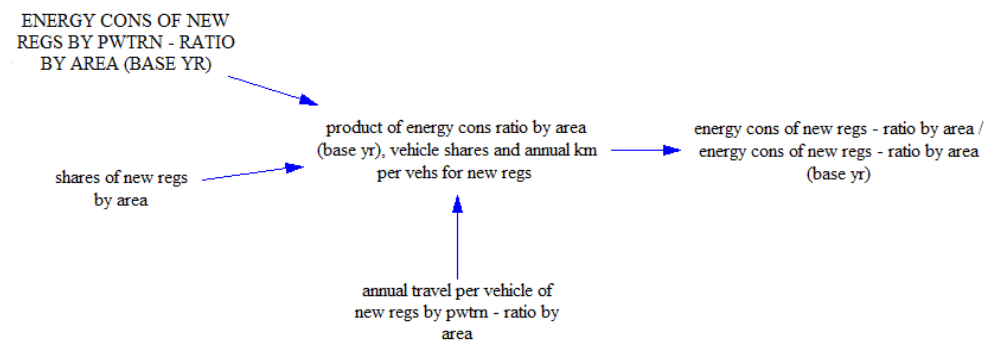 ENERGY CONS OF NEW
REGS BY PWTRN - RATIO
BY AREA (BASE YR)
product of energy cons ratio by area
(base yr), vehicle shares and annual km
per vehs for new regs
energy cons of new regs - ratio by area /
energy cons of new regs - ratio by area
(base yr)
shares of new regs
by area
annual travel per vehicle of
new regs by pwtrn - ratio by
area